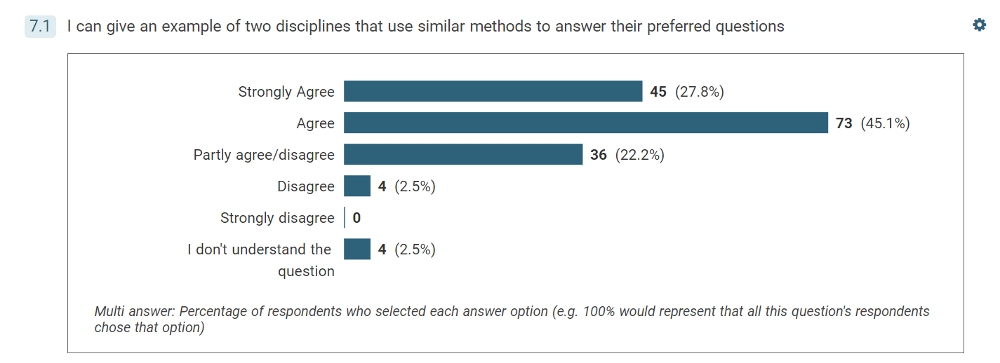 7.1 I can give an example of two disciplines that use similar methods to answer their preferred questions
Strongly Agree 45 (27.8%)
Agree 73 (45.1%)
Partly agree/disagree 36 (22.2%)
Disagree 4 (2.5%)
Strongly disagree 0
I don't understand the 4 (2.5%)
question
Multi answer: Percentage of respondents who selected each answer option (e.g. 100% would represent that all this question's respondents
chose that option)